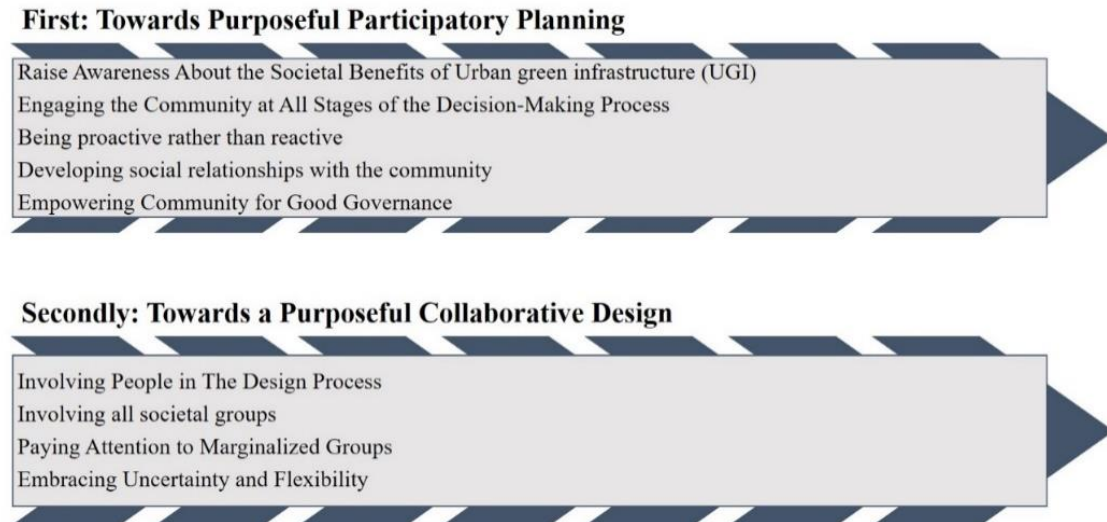 First: Towards Purposeful Participatory Planning
Raise Awareness About the Societal Benefits of Urban green infrastructure (UGI)
Engaging the Community at All Stages of the Decision-Making Process
Being proactive rather than reactive
Developing social relationships with the community
Empowering Community for Good Governance
Secondly: Towards a Purposeful Collaborative Design
Involving People in The Design Process
Involving all societal groups
Paying Attention to Marginalized Groups
Embracing Uncertainty and Flexibility